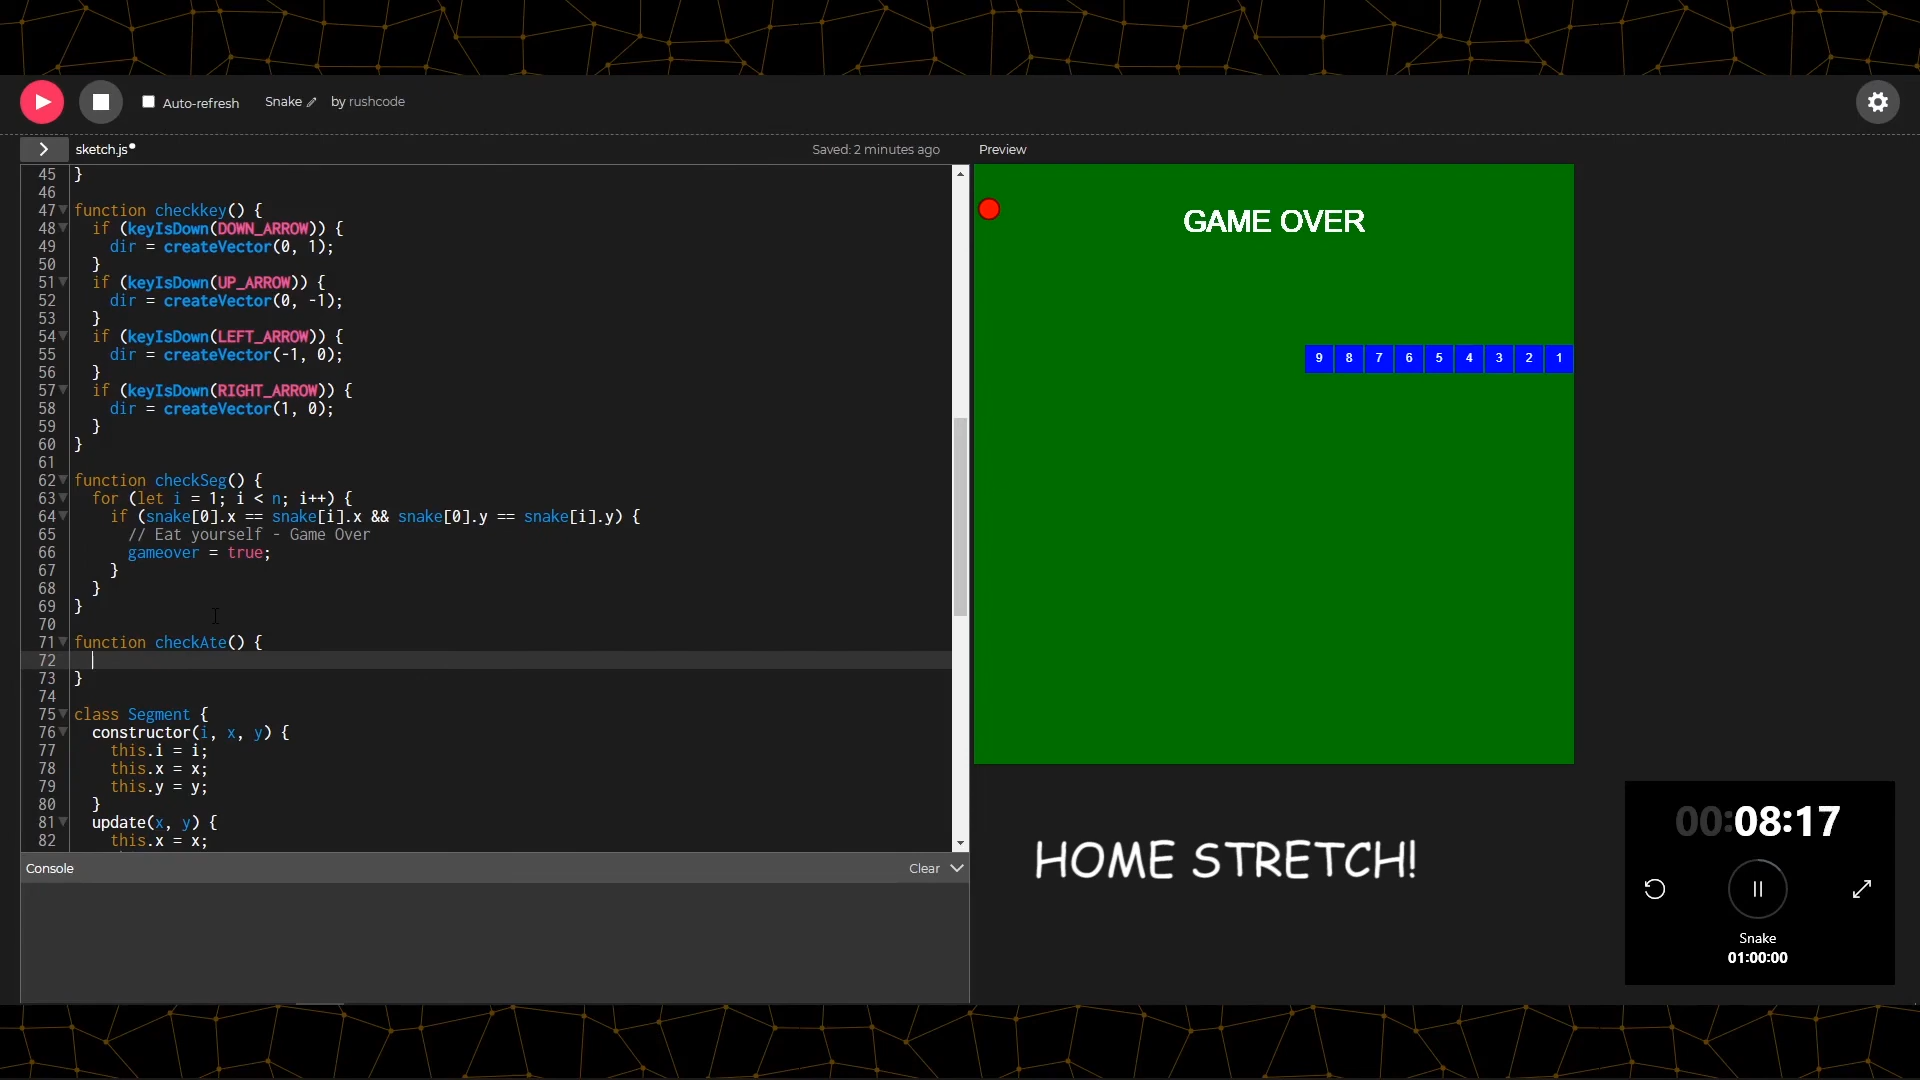 Auto-refresh Snake by rushcode
sketch.js Saved: 2 minutes ago Preview
45 }
46
47 function checkkey() {
48 if (keyIsDown(DOWN_ARROW)) {
49 dir = createVector(0, 1);
50 }
51 if (keyIsDown(UP_ARROW)) {
52 dir = createVector(0, -1);
53 }
54 if (keyIsDown(LEFT_ARROW)) {
55 dir = createVector(-1, 0);
56 }
57 if (keyIsDown(RIGHT_ARROW)) {
58 dir = createVector(1, 0);
59 }
60 }
61
62 function checkSeg() {
63 for (let i = 1; i < n; i++) {
64 if (snake[0].x == snake[i].x && snake[0].y == snake[i].y) {
65 // Eat yourself - Game Over
66 gameover = true;
67 }
68 }
69 }
70
71 function checkAte() {
72
73 }
74
75 class Segment {
76 constructor(i, x, y) {
77 this.i = i;
78 this.x = x;
79 this.y = y;
80 }
81 update(x, y) {
82 this.x = x;
Console Clear
GAME OVER
9 8 7 6 5 4 3 2 1
HOME STRETCH!
00:08:17
Snake
01:00:00